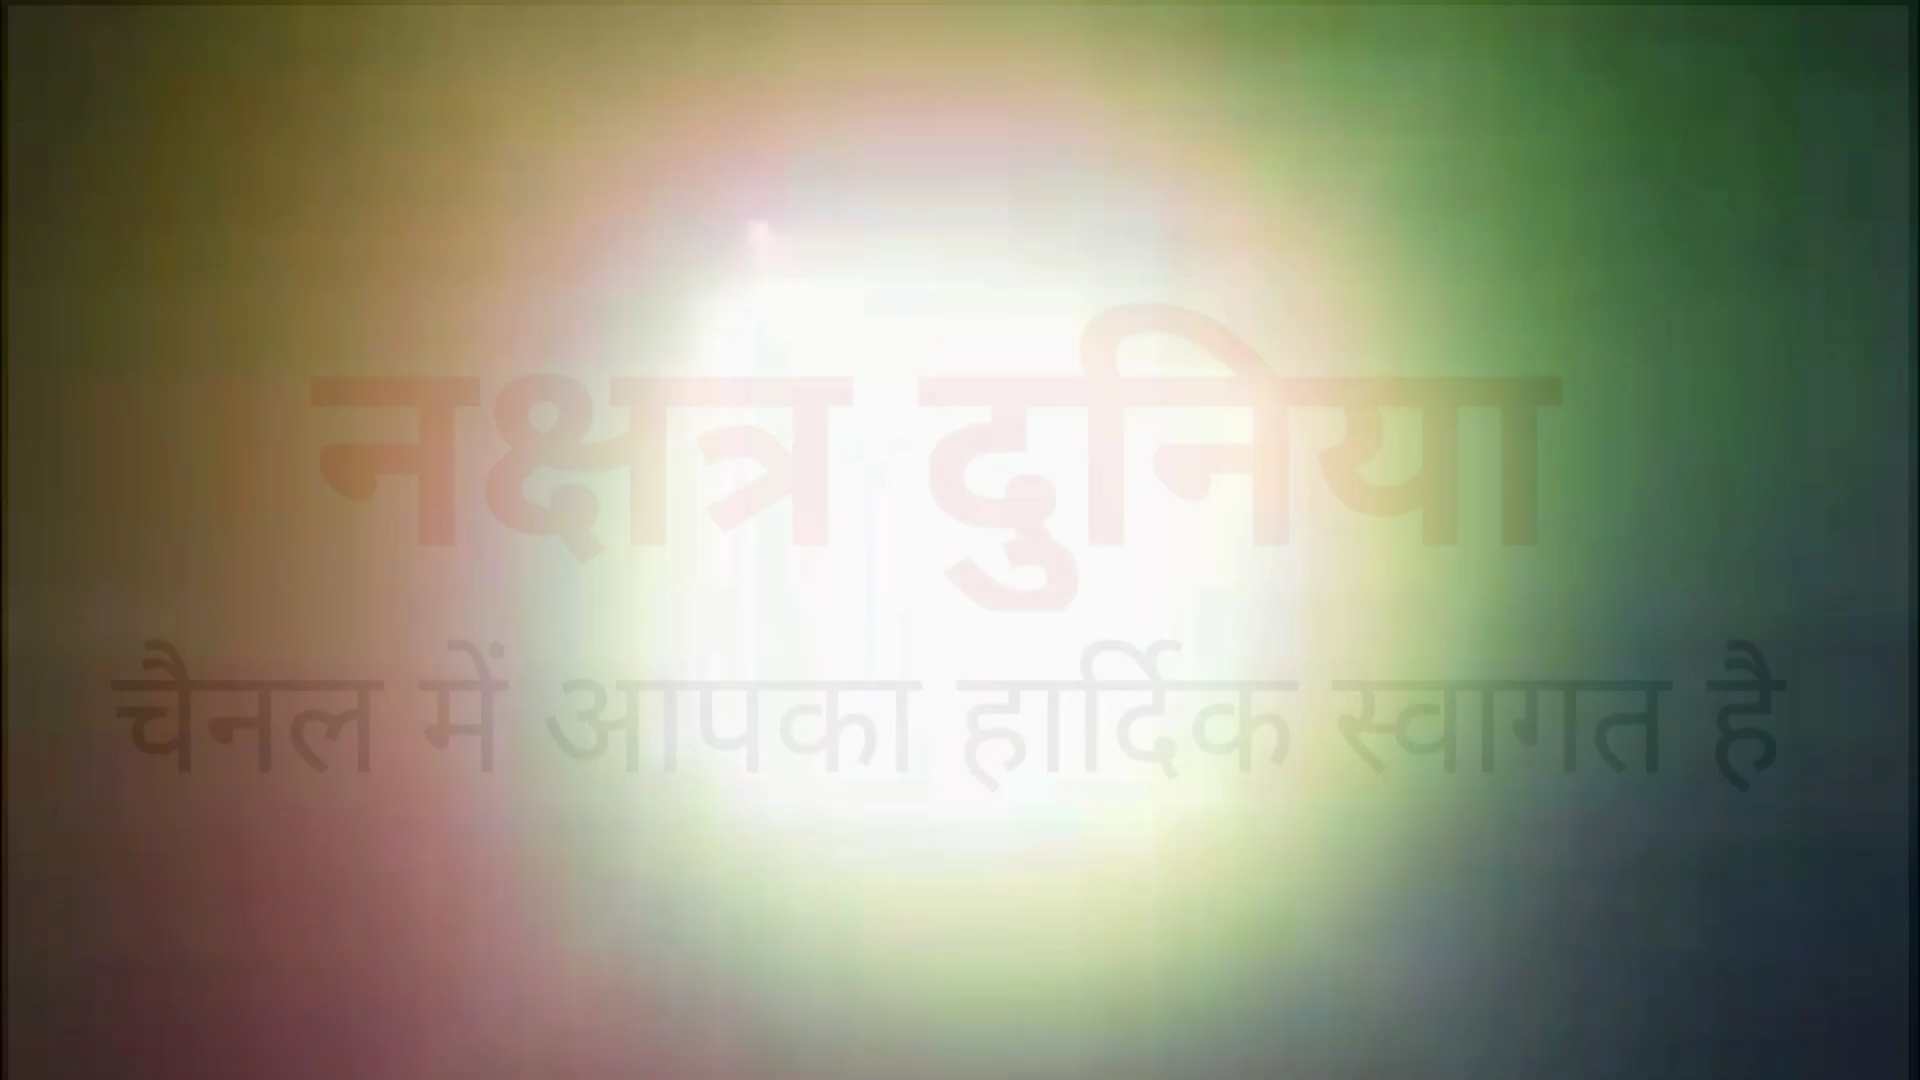 नक्षत्र दुनिया
चैनल में आपका हार्दिक स्वागत है